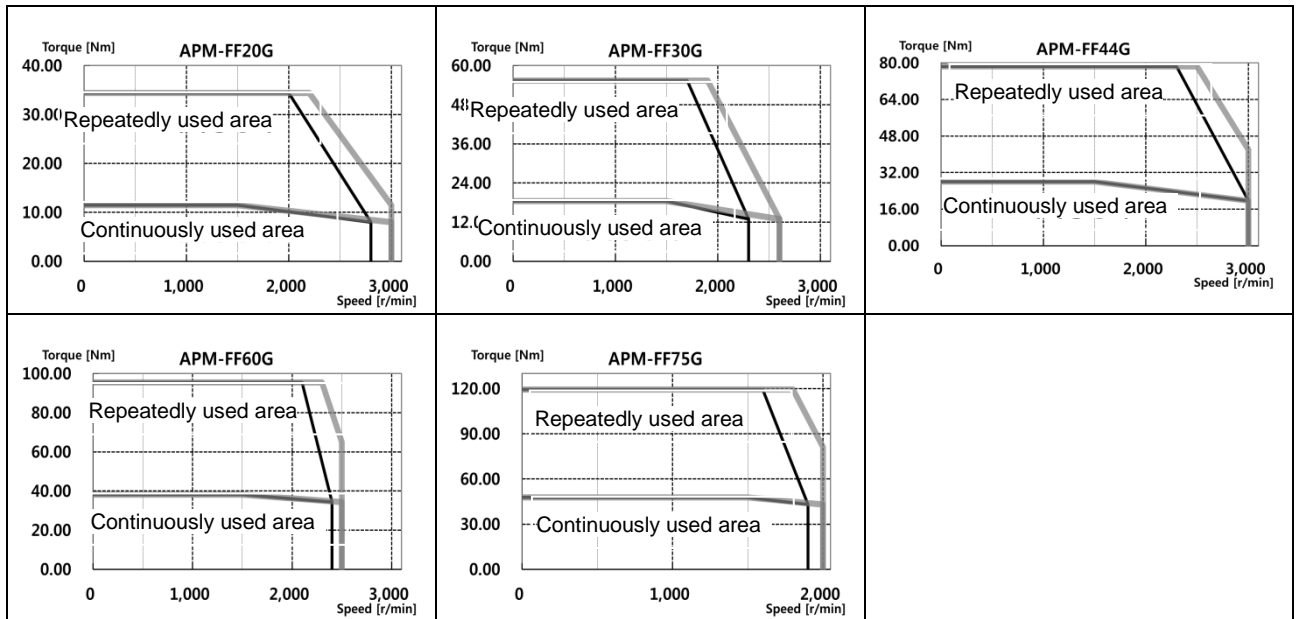 Torque [Nm] APM-FF20G
40.00
30.00
Repeatedly used area
20.00
10.00
Continuously used area
0.00
0 1,000 2,000 3,000
Speed [r/min]
Torque [Nm] APM-FF30G
60.00
Repeatedly used area
36.00
24.00
Continuously used area
0.00
0 1,000 2,000 3,000
Speed [r/min]
Torque [Nm] APM-FF44G
80.00
Repeatedly used area
64.00
48.00
32.00
Continuously used area
16.00
0.00
0 1,000 2,000 3,000
Speed [r/min]
Torque [Nm] APM-FF60G
100.00
80.00
Repeatedly used area
60.00
40.00
Continuously used area
20.00
0.00
0 1,000 2,000 3,000
Speed [r/min]
Torque [Nm] APM-FF75G
120.00
Repeatedly used area
90.00
60.00
30.00
Continuously used area
0.00
0 1,000 2,000
Speed [r/min]